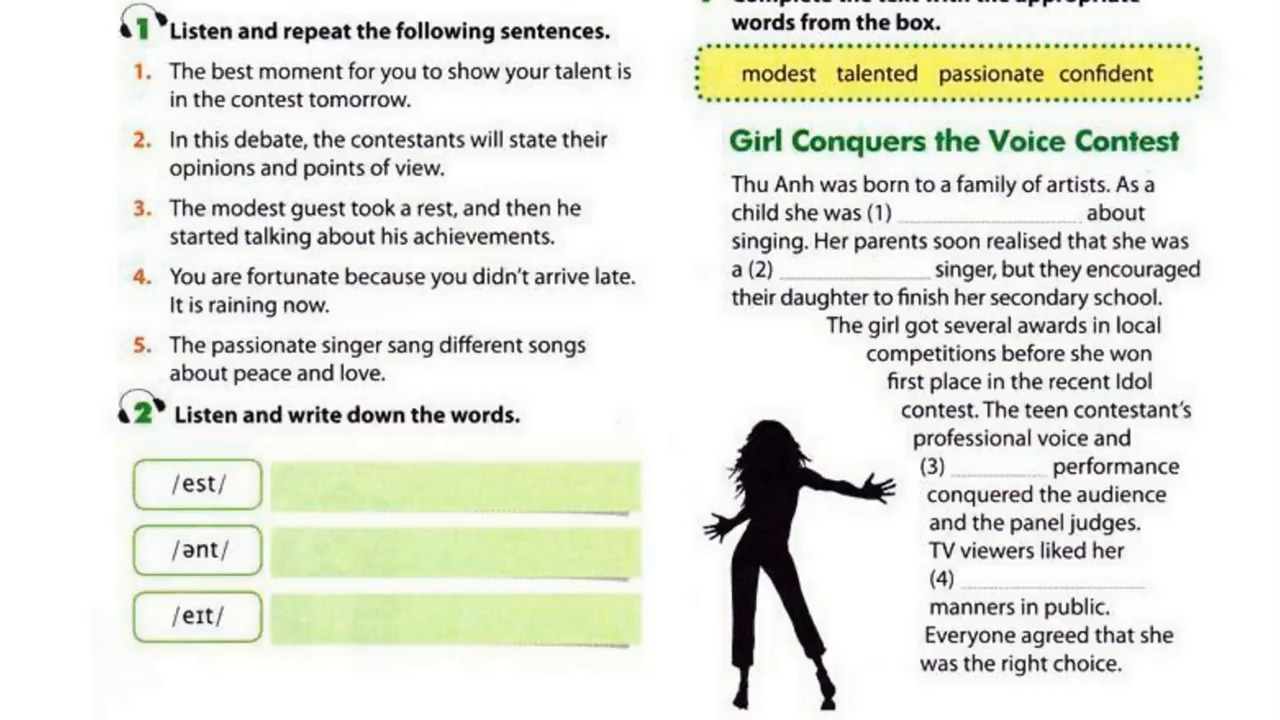 1 Listen and repeat the following sentences.
1. The best moment for you to show your talent is
in the contest tomorrow.
2. In this debate, the contestants will state their
opinions and points of view.
3. The modest guest took a rest, and then he
started talking about his achievements.
4. You are fortunate because you didn't arrive late.
It is raining now.
5. The passionate singer sang different songs
about peace and love.
2 Listen and write down the words.
/est/
/ənt/
/eɪt/
Complete the text with the appropriate
words from the box.
modest talented passionate confident
Girl Conquers the Voice Contest
Thu Anh was born to a family of artists. As a
child she was (1) about
singing. Her parents soon realised that she was
a (2) singer, but they encouraged
their daughter to finish her secondary school.
The girl got several awards in local
competitions before she won
first place in the recent Idol
contest. The teen contestant's
professional voice and
(3) performance
conquered the audience
and the panel judges.
TV viewers liked her
(4)
manners in public.
Everyone agreed that she
was the right choice.